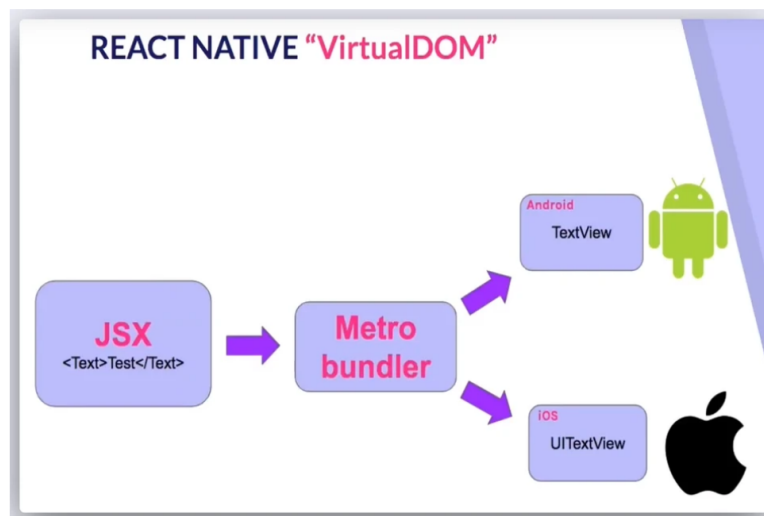 REACT NATIVE “VirtualDOM”
Android
TextView
JSX
<Text>Test</Text>
Metro
bundler
iOS
UITextView